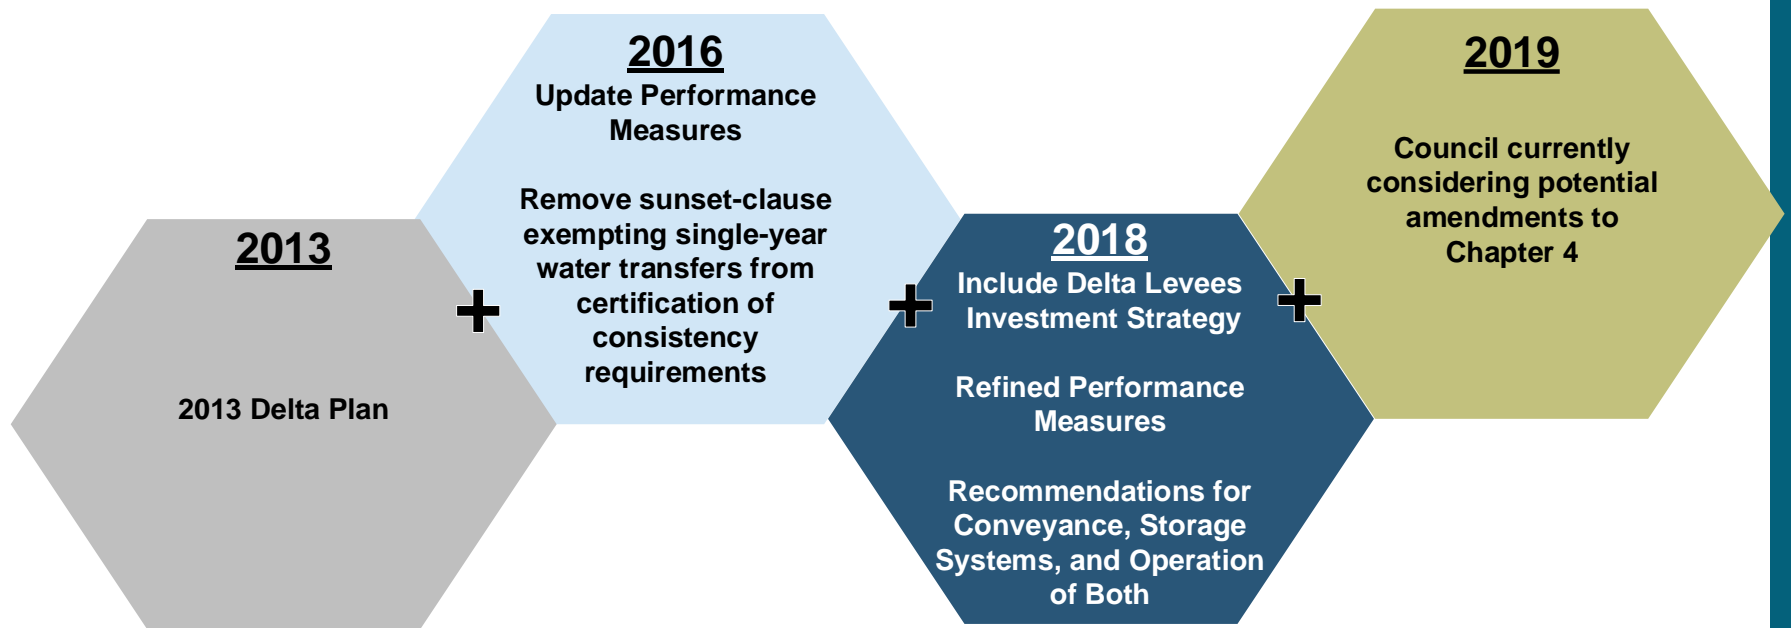 2013
2013 Delta Plan
+
2016
Update Performance
Measures
Remove sunset-clause
exempting single-year
water transfers from
certification of
consistency
requirements
+
2018
Include Delta Levees
Investment Strategy
Refined Performance
Measures
Recommendations for
Conveyance, Storage
Systems, and Operation
of Both
+
2019
Council currently
considering potential
amendments to
Chapter 4